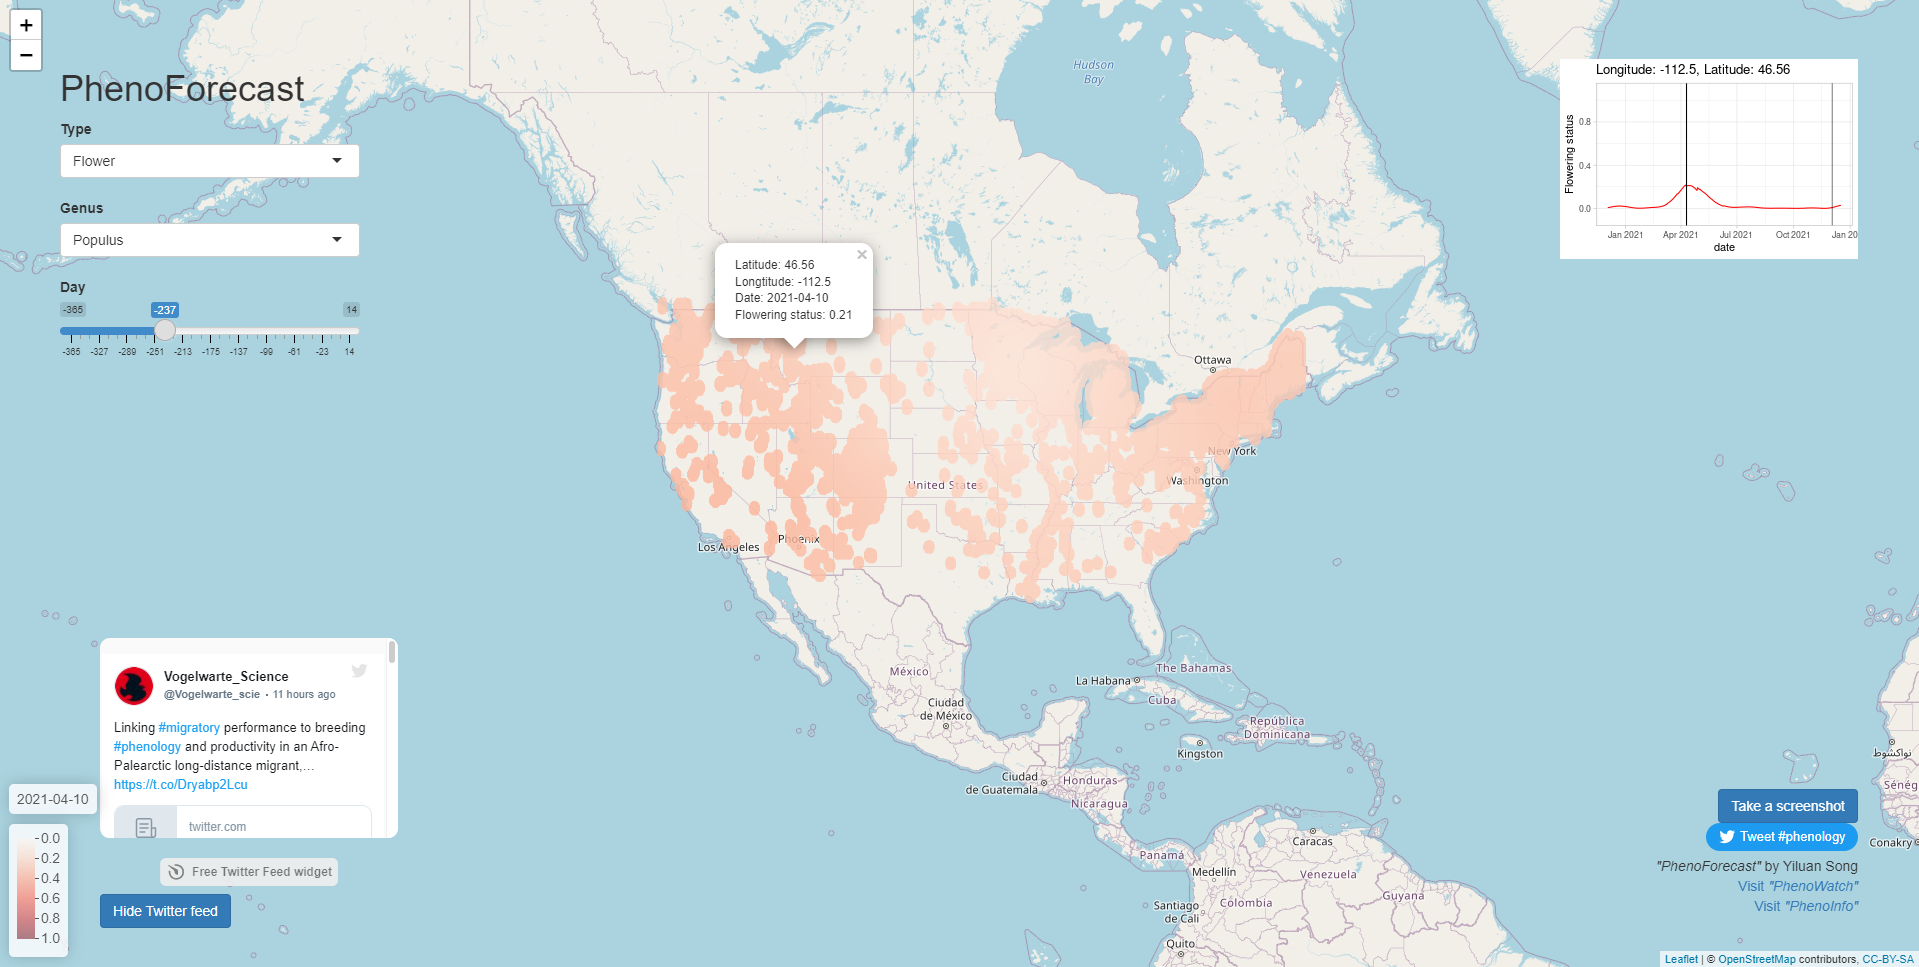 +
−
PhenoForecast
Type
Flower
Genus
Populus
Day
-365
-237
14
-365 -327 -289 -251 -213 -175 -137 -99 -61 -23 14
Hudson
Bay
Longitude: -112.5, Latitude: 46.56
Flowering status
0.8
0.4
0.0
Jan 2021 Apr 2021 Jul 2021 Oct 2021 Jan 20
date
×
Latitude: 46.56
Longtitude: -112.5
Date: 2021-04-10
Flowering status: 0.21
Ottawa
New York
Washington
United States
Los Angeles
Phoenix
México
Ciudad
de México
La Habana
The Bahamas
Cuba
República
Dominicana
Kingston
Ciudad
de Guatemala
Honduras
Nicaragua
Panamá
Caracas
Medellín
Venezuela
Guyana
Colombia
Santiago
de Cali
Quito
نواكشوط
Sénég
Conakry
Vogelwarte_Science
@Vogelwarte_scie • 11 hours ago
Linking #migratory performance to breeding
#phenology and productivity in an Afro-
Palearctic long-distance migrant,…
https://t.co/Dryabp2Lcu
twitter.com
Free Twitter Feed widget
Hide Twitter feed
2021-04-10
0.0
0.2
0.4
0.6
0.8
1.0
Take a screenshot
Tweet #phenology
"PhenoForecast" by Yiluan Song
Visit "PhenoWatch"
Visit "PhenoInfo"
Leaflet | © OpenStreetMap contributors, CC-BY-SA